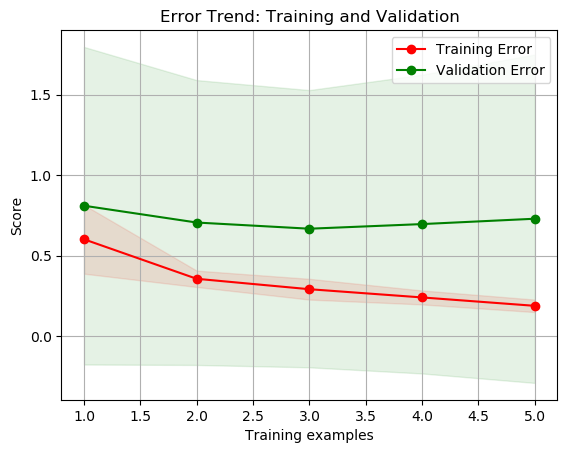 Error Trend: Training and Validation
Training Error
Validation Error
1.5
1.0
0.5
0.0
Score
1.0 1.5 2.0 2.5 3.0 3.5 4.0 4.5 5.0
Training examples